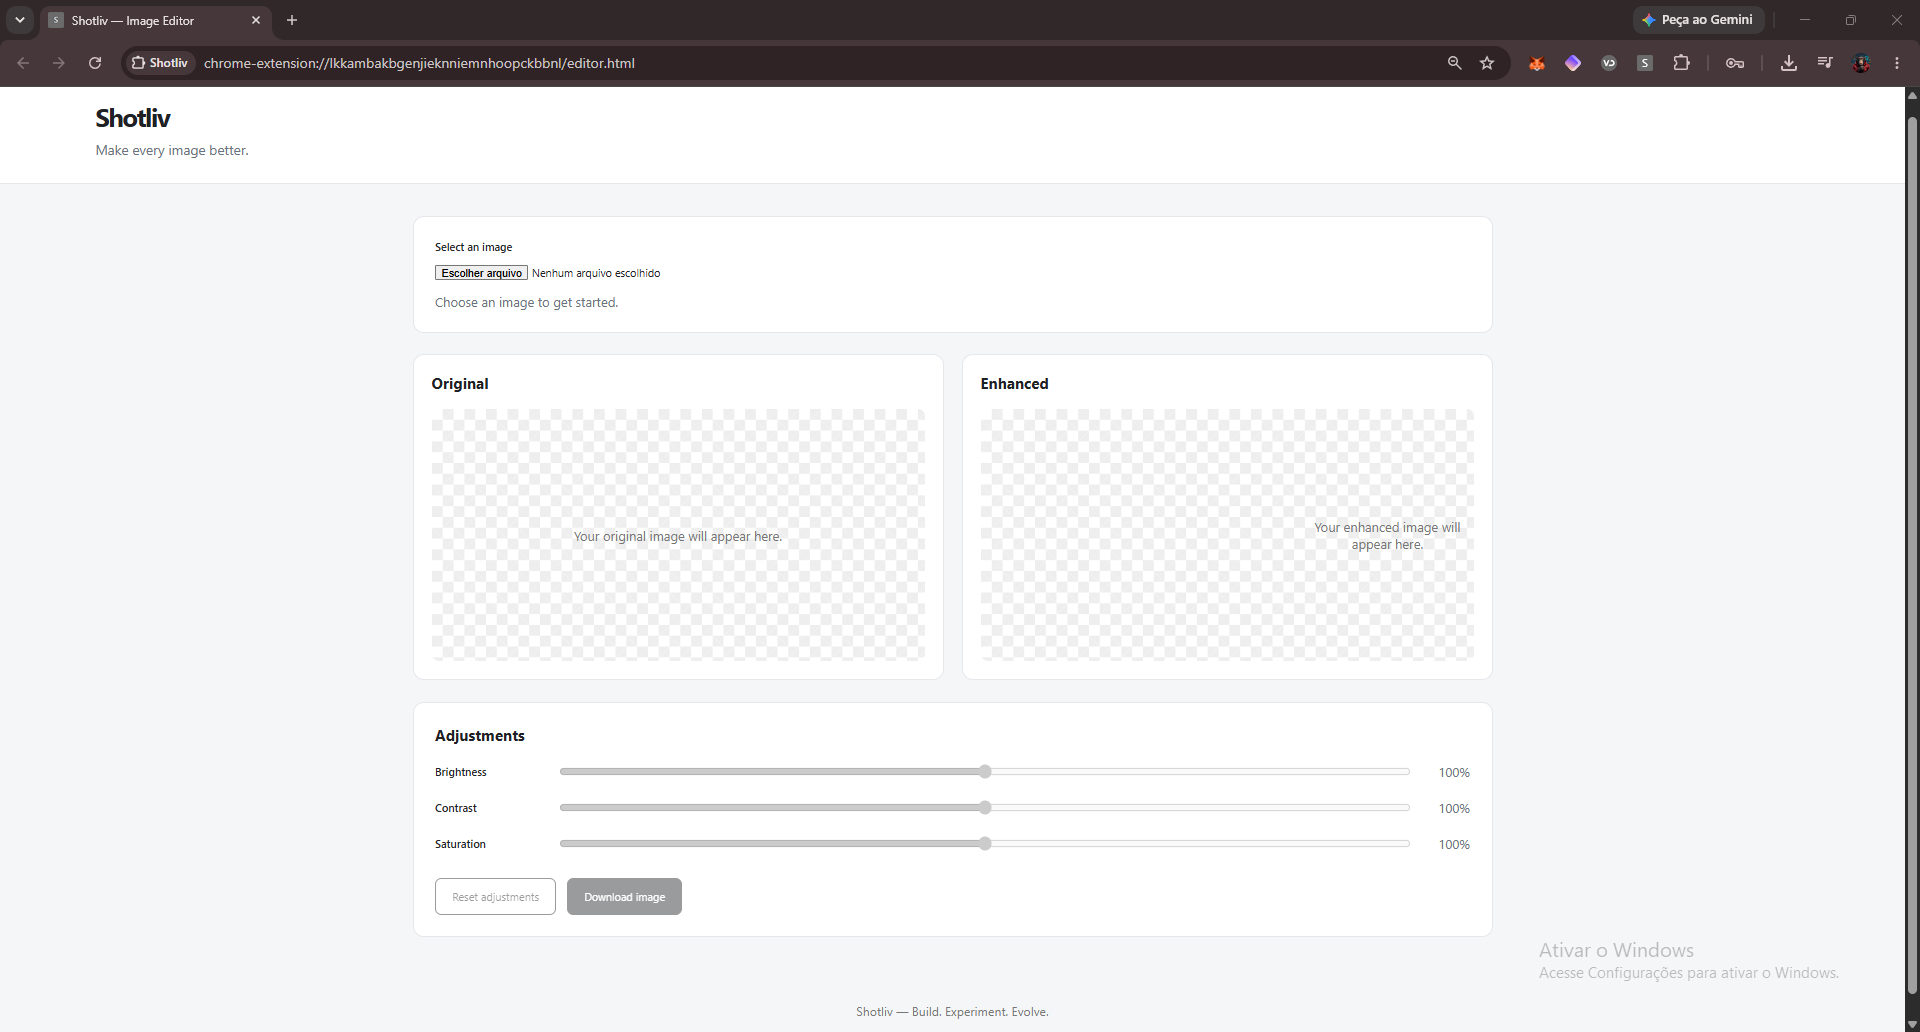 Shotliv — Image Editor
Peça ao Gemini
Shotliv
chrome-extension://lkkambakbgenjieknniemnhoopckbbnl/editor.html
Shotliv
Make every image better.
Select an image
Escolher arquivo Nenhum arquivo escolhido
Choose an image to get started.
Original
Your original image will appear here.
Enhanced
Your enhanced image will
appear here.
Adjustments
Brightness 100%
Contrast 100%
Saturation 100%
Reset adjustments Download image
Ativar o Windows
Acesse Configurações para ativar o Windows.
Shotliv — Build. Experiment. Evolve.